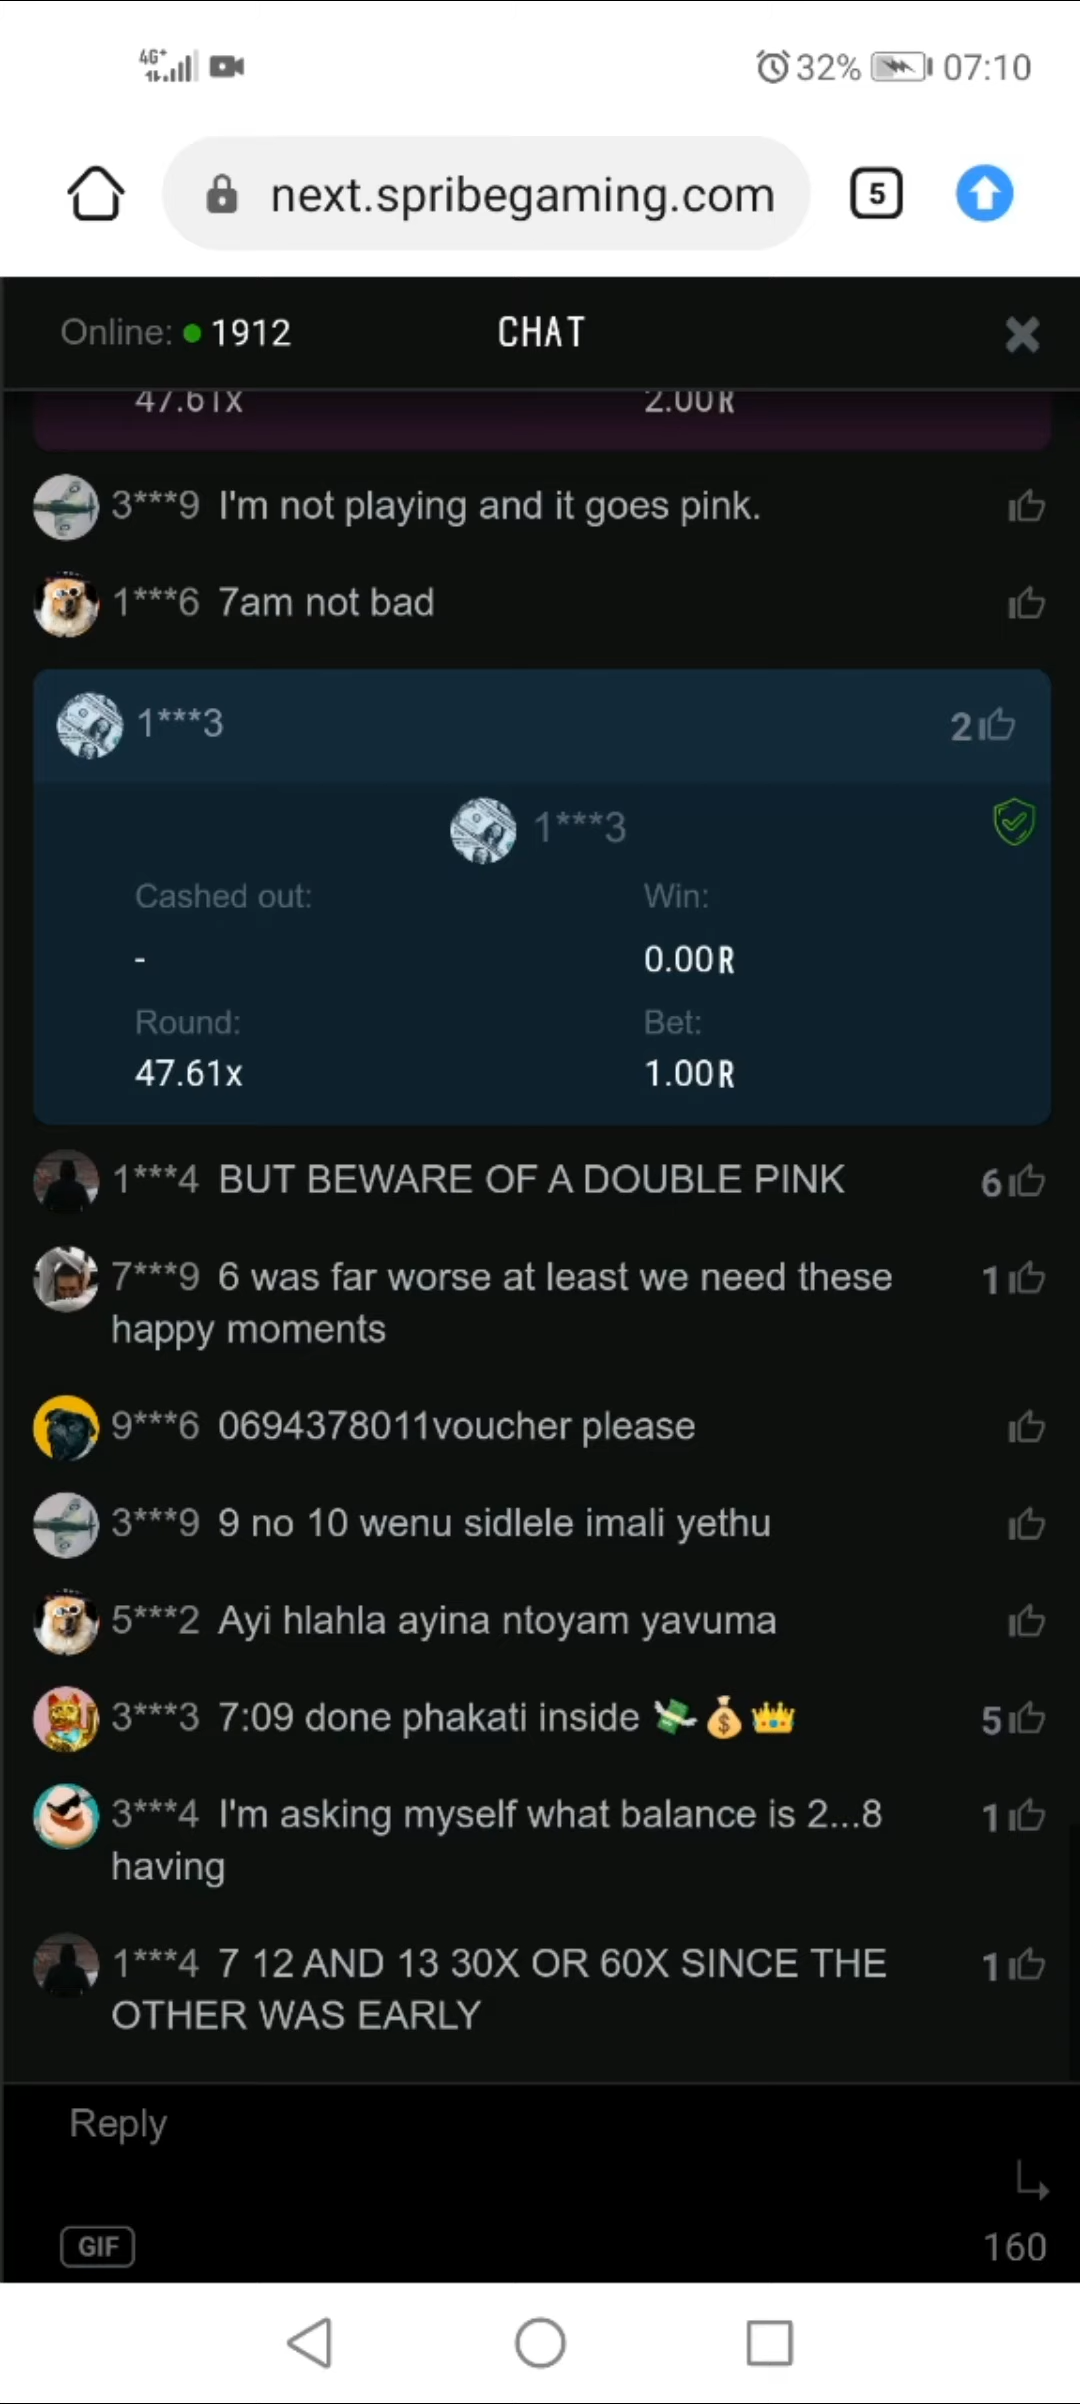 4G+ 32% 07:10
next.spribegaming.com 5
Online: 1912 CHAT
47.61x 2.00R
3***9 I'm not playing and it goes pink.
1***6 7am not bad
1***3 2
1***3
Cashed out: Win:
- 0.00R
Round: Bet:
47.61x 1.00R
1***4 BUT BEWARE OF A DOUBLE PINK 6
7***9 6 was far worse at least we need these 1
happy moments
9***6 0694378011voucher please
3***9 9 no 10 wenu sidlele imali yethu
5***2 Ayi hlahla ayina ntoyam yavuma
3***3 7:09 done phakati inside 💸💰👑 5
3***4 I'm asking myself what balance is 2...8 1
having
1***4 7 12 AND 13 30X OR 60X SINCE THE 1
OTHER WAS EARLY
Reply
GIF 160